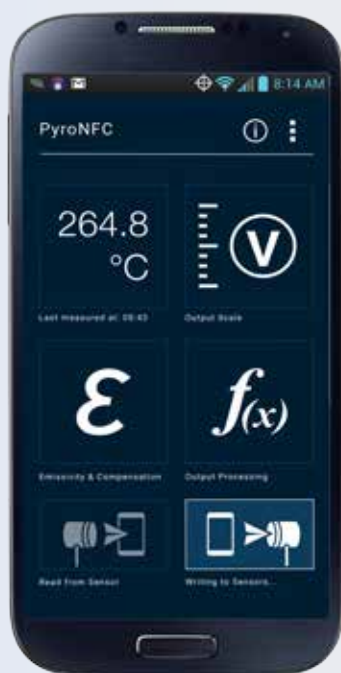 8:14 AM
PyroNFC
264.8
°C
V
Last measured at: 09:43
Output Scale
ε
f(x)
Emissivity & Compensation
Output Processing
Read from Sensor
Writing to Sensors...